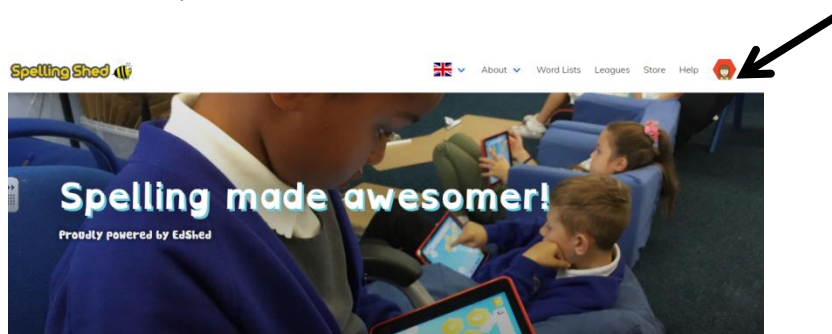 Spelling Shed
About Word Lists Leagues Store Help
Spelling made awesomer!
Proudly powered by EdShed